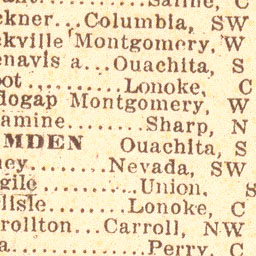 Saline, C
ckner...Columbia, SW
ckville Montgomery, W
enavis a...Ouachita, S
oot.........Lonoke, C
dogap Montgomery, W
amine.......Sharp, N
MDEN Ouachita, S
ney.......Nevada, SW
gile.........Union. S
lisle.......Lonoke, C
rollton...Carroll, NW
a............Perry, C